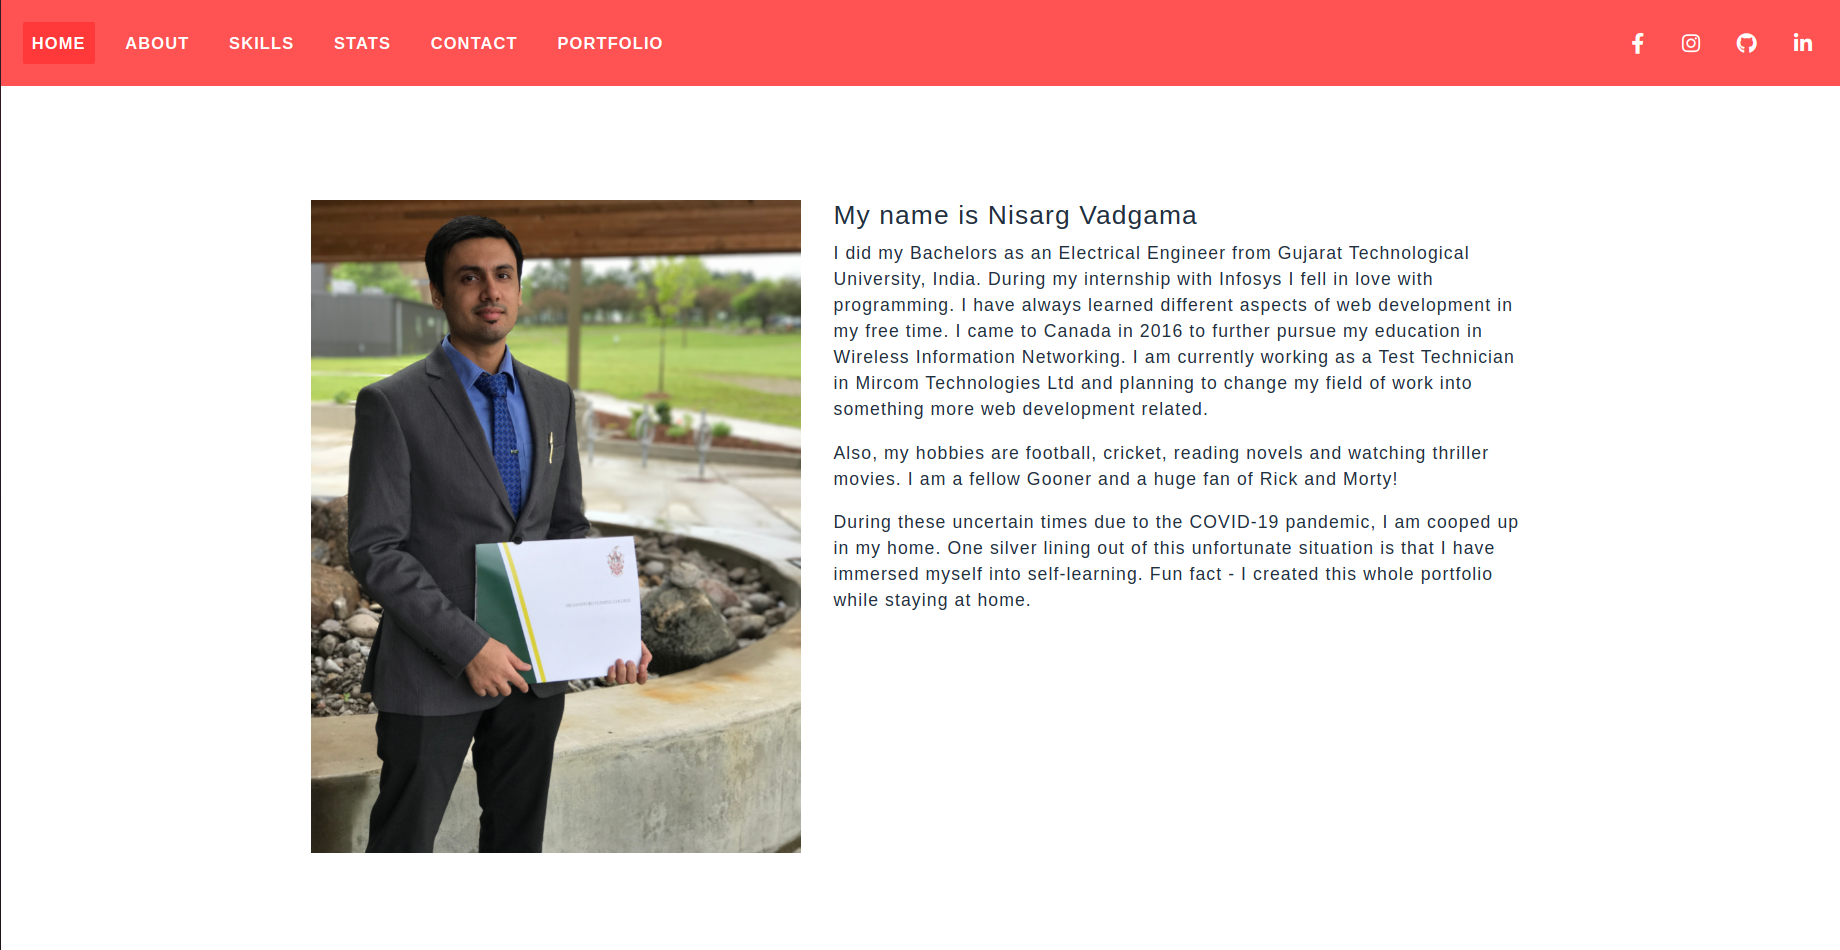 HOME ABOUT SKILLS STATS CONTACT PORTFOLIO
My name is Nisarg Vadgama
I did my Bachelors as an Electrical Engineer from Gujarat Technological
University, India. During my internship with Infosys I fell in love with
programming. I have always learned different aspects of web development in
my free time. I came to Canada in 2016 to further pursue my education in
Wireless Information Networking. I am currently working as a Test Technician
in Mircom Technologies Ltd and planning to change my field of work into
something more web development related.
Also, my hobbies are football, cricket, reading novels and watching thriller
movies. I am a fellow Gooner and a huge fan of Rick and Morty!
During these uncertain times due to the COVID-19 pandemic, I am cooped up
in my home. One silver lining out of this unfortunate situation is that I have
immersed myself into self-learning. Fun fact - I created this whole portfolio
while staying at home.